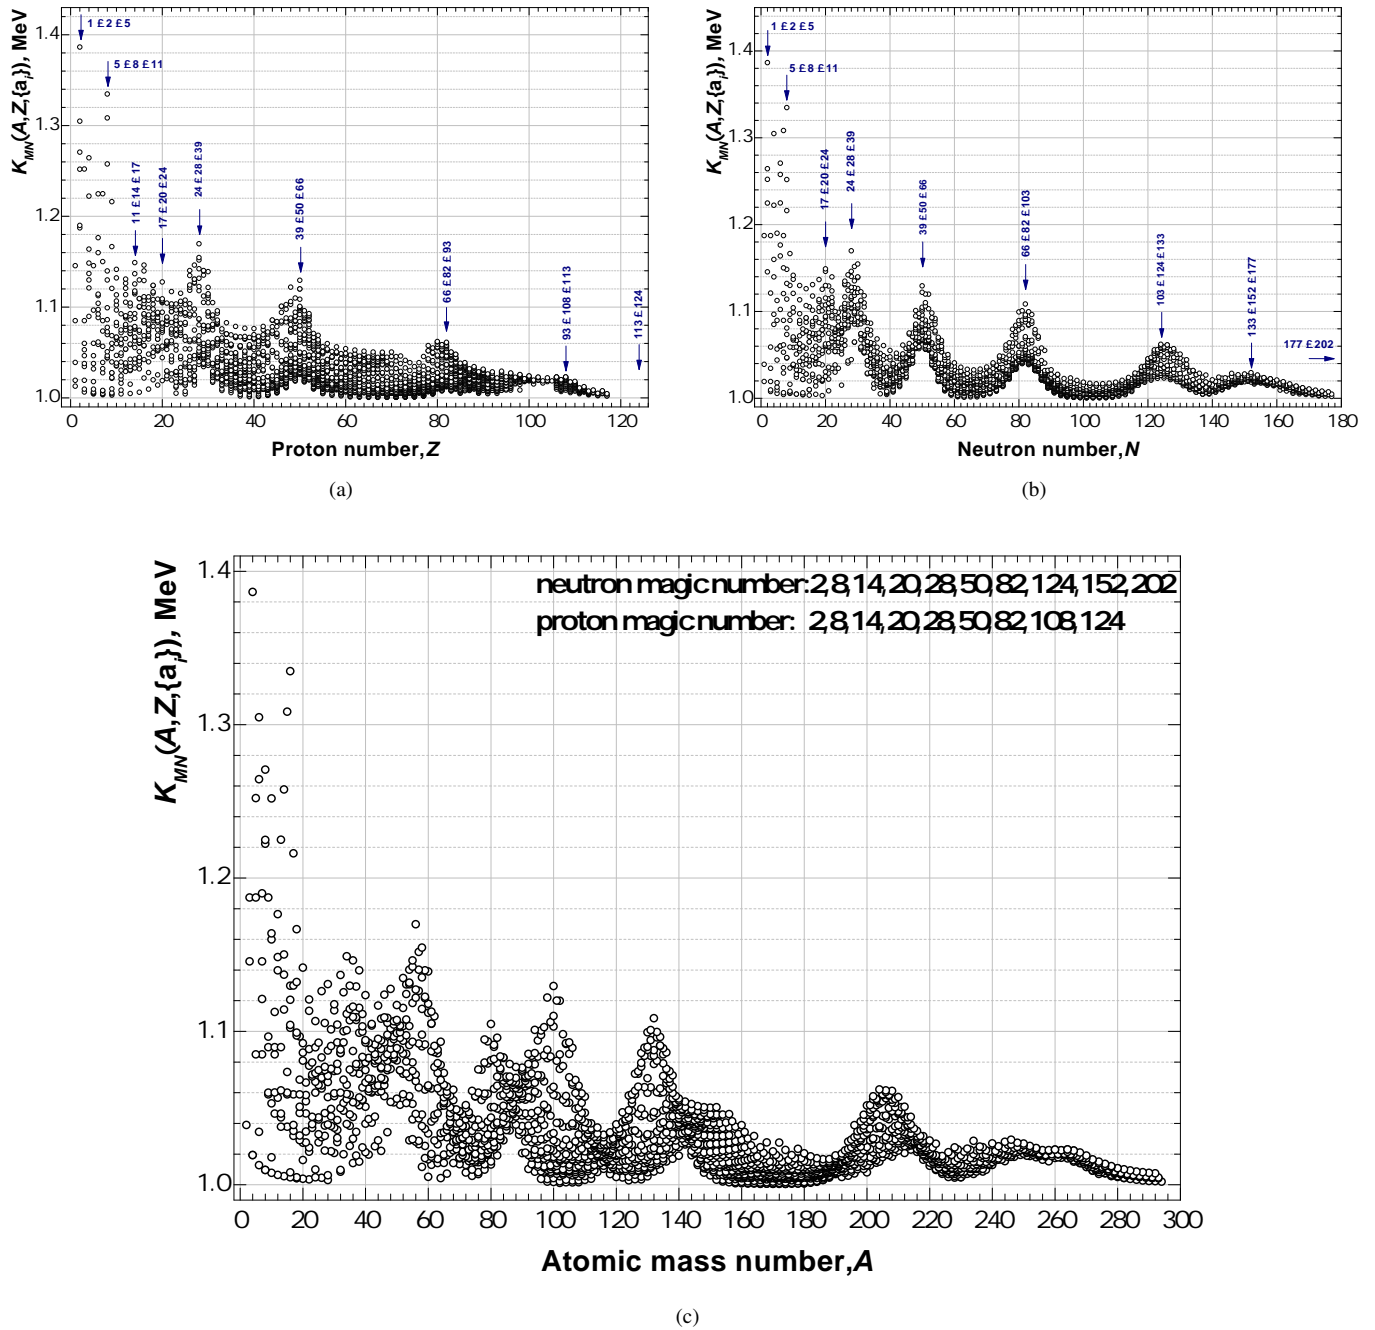 K_MN(A,Z,{a_i}), MeV
1.4
1.3
1.2
1.1
1.0
1 £2 £5
5 £8 £11
11 £14 £17
17 £20 £24
24 £28 £39
39 £50 £66
66 £82 £93
93 £108 £113
113 £124
0 20 40 60 80 100 120
Proton number,Z
(a)
K_MN(A,Z,{a_i}), MeV
1.4
1.3
1.2
1.1
1.0
1 £2 £5
5 £8 £11
17 £20 £24
24 £28 £39
39 £50 £66
66 £82 £103
103 £124 £133
133 £152 £177
177 £202
0 20 40 60 80 100 120 140 160 180
Neutron number,N
(b)
K_MN(A,Z,{a_i}), MeV
1.4
1.3
1.2
1.1
1.0
neutron magic number:2,8,14,20,28,50,82,124,152,202
proton magic number: 2,8,14,20,28,50,82,108,124
0 20 40 60 80 100 120 140 160 180 200 220 240 260 280 300
Atomic mass number,A
(c)